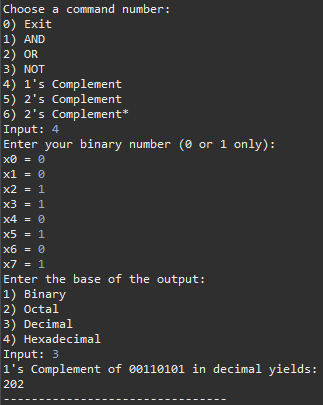 Choose a command number:
0) Exit
1) AND
2) OR
3) NOT
4) 1's Complement
5) 2's Complement
6) 2's Complement*
Input: 4
Enter your binary number (0 or 1 only):
x0 = 0
x1 = 0
x2 = 1
x3 = 1
x4 = 0
x5 = 1
x6 = 0
x7 = 1
Enter the base of the output:
1) Binary
2) Octal
3) Decimal
4) Hexadecimal
Input: 3
1's Complement of 00110101 in decimal yields:
202
--------------------------------